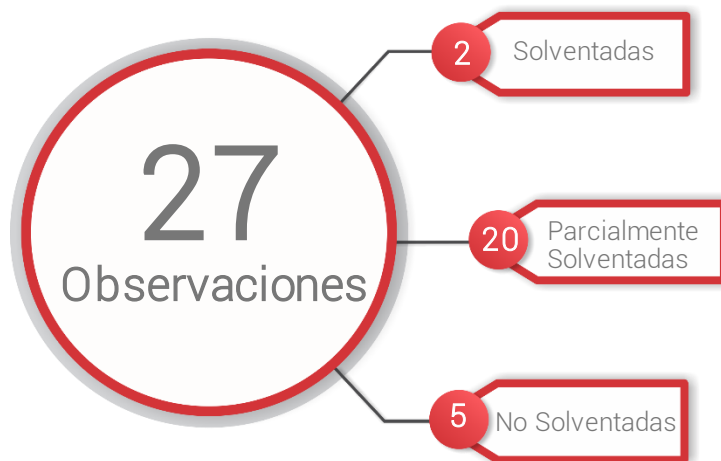 27
Observaciones
2
Solventadas
20
Parcialmente
Solventadas
5
No Solventadas